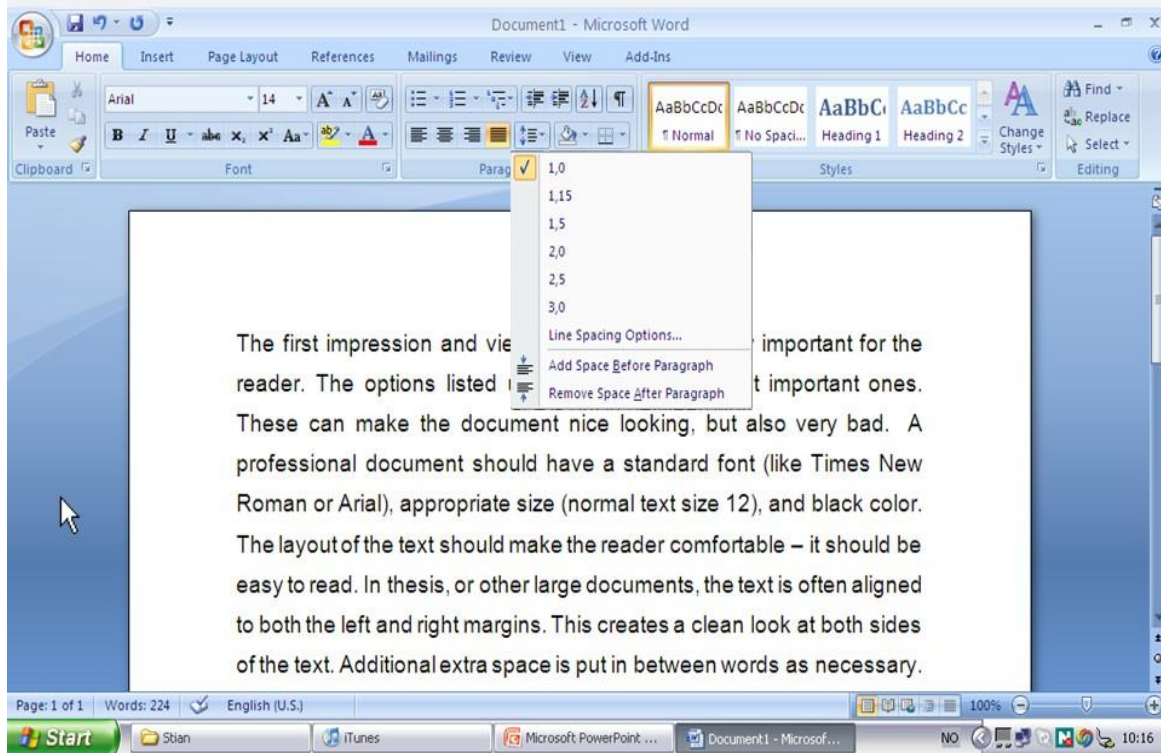 Document1 - Microsoft Word
Home Insert Page Layout References Mailings Review View Add-Ins
Arial 14 Find
Paste B I U abc x₂ x² Aa AaBbCcDc AaBbCcDc AaBbC AaBbCc Change Styles Replace
¶ Normal ¶ No Spaci... Heading 1 Heading 2 Select
Clipboard Font Parag Styles Editing
1,0
1,15
1,5
2,0
2,5
3,0
Line Spacing Options...
Add Space Before Paragraph
Remove Space After Paragraph
The first impression and vie important for the
reader. The options listed t important ones.
These can make the document nice looking, but also very bad. A
professional document should have a standard font (like Times New
Roman or Arial), appropriate size (normal text size 12), and black color.
The layout of the text should make the reader comfortable – it should be
easy to read. In thesis, or other large documents, the text is often aligned
to both the left and right margins. This creates a clean look at both sides
of the text. Additional extra space is put in between words as necessary.
Page: 1 of 1 Words: 224 English (U.S.) 100%
Start Stian iTunes Microsoft PowerPoint ... Document1 - Microsof... NO 10:16